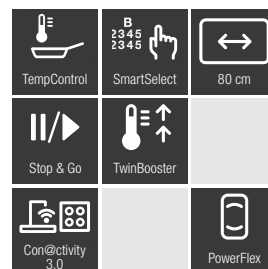 B
2345
2345
TempControl
SmartSelect
80 cm
Stop & Go
TwinBooster
Con@ctivity
3.0
PowerFlex